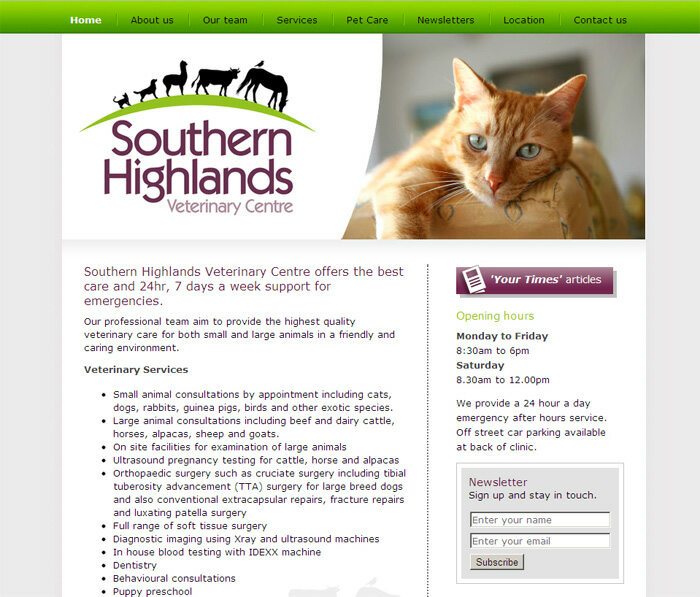 Home About us Our team Services Pet Care Newsletters Location Contact us
Southern
Highlands
Veterinary Centre
Southern Highlands Veterinary Centre offers the best
care and 24hr, 7 days a week support for
emergencies.
Our professional team aim to provide the highest quality
veterinary care for both small and large animals in a friendly and
caring environment.
Veterinary Services
• Small animal consultations by appointment including cats,
dogs, rabbits, guinea pigs, birds and other exotic species.
• Large animal consultations including beef and dairy cattle,
horses, alpacas, sheep and goats.
• On site facilities for examination of large animals
• Ultrasound pregnancy testing for cattle, horse and alpacas
• Orthopaedic surgery such as cruciate surgery including tibial
tuberosity advancement (TTA) surgery for large breed dogs
and also conventional extracapsular repairs, fracture repairs
and luxating patella surgery
• Full range of soft tissue surgery
• Diagnostic imaging using Xray and ultrasound machines
• In house blood testing with IDEXX machine
• Dentistry
• Behavioural consultations
• Puppy preschool
'Your Times' articles
Opening hours
Monday to Friday
8:30am to 6pm
Saturday
8.30am to 12.00pm
We provide a 24 hour a day
emergency after hours service.
Off street car parking available
at back of clinic.
Newsletter
Sign up and stay in touch.
Enter your name
Enter your email
Subscribe